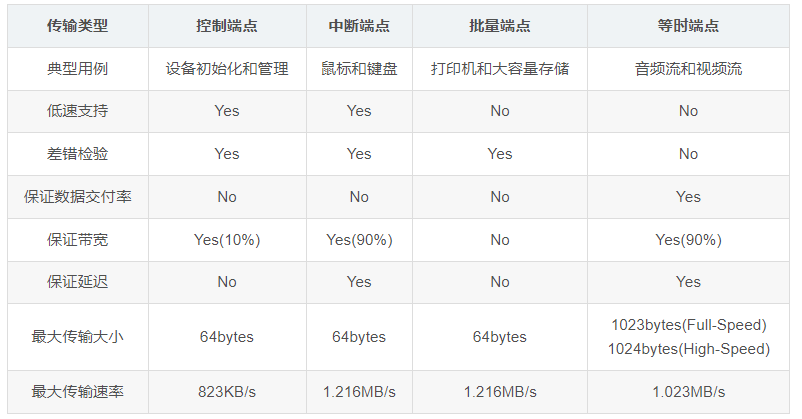 传输类型 控制端点 中断端点 批量端点 等时端点
典型用例 设备初始化和管理 鼠标和键盘 打印机和大容量存储 音频流和视频流
低速支持 Yes Yes No No
差错检验 Yes Yes Yes No
保证数据交付率 No No No Yes
保证带宽 Yes(10%) Yes(90%) No Yes(90%)
保证延迟 No Yes No Yes
最大传输大小 64bytes 64bytes 64bytes 1023bytes(Full-Speed)
1024bytes(High-Speed)
最大传输速率 823KB/s 1.216MB/s 1.216MB/s 1.023MB/s